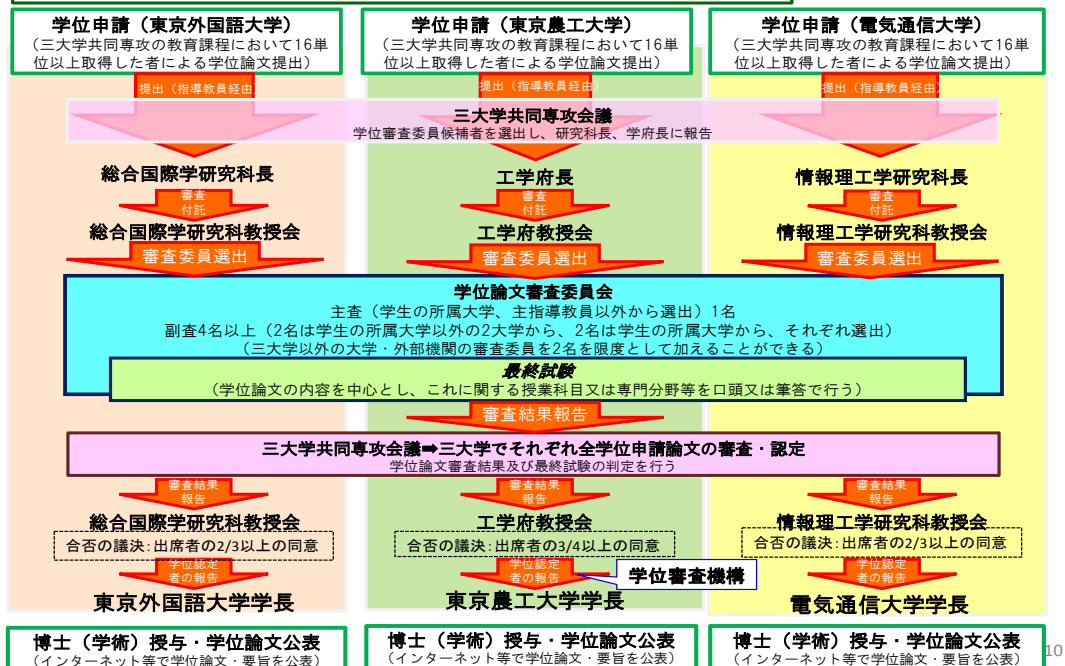 学位申請（東京外国語大学）
（三大学共同専攻の教育課程において16単
位以上取得した者による学位論文提出）
学位申請（東京農工大学）
（三大学共同専攻の教育課程において16単
位以上取得した者による学位論文提出）
学位申請（電気通信大学）
（三大学共同専攻の教育課程において16単
位以上取得した者による学位論文提出）
提出（指導教員経由）
提出（指導教員経由）
提出（指導教員経由）
三大学共同専攻会議
学位審査委員候補者を選出し、研究科長、学府長に報告
総合国際学研究科長
工学府長
情報理工学研究科長
審査
付託
審査
付託
審査
付託
総合国際学研究科教授会
工学府教授会
情報理工学研究科教授会
審査委員選出
審査委員選出
審査委員選出
学位論文審査委員会
主査（学生の所属大学、主指導教員以外から選出）1名
副査4名以上（2名は学生の所属大学以外の2大学から、2名は学生の所属大学から、それぞれ選出）
（三大学以外の大学・外部機関の審査委員を2名を限度として加えることができる）
最終試験
（学位論文の内容を中心とし、これに関する授業科目又は専門分野等を口頭又は筆答で行う）
審査結果報告
三大学共同専攻会議➡三大学でそれぞれ全学位申請論文の審査・認定
学位論文審査結果及び最終試験の判定を行う
審査結果
報告
審査結果
報告
審査結果
報告
総合国際学研究科教授会
工学府教授会
情報理工学研究科教授会
合否の議決：出席者の2/3以上の同意
合否の議決：出席者の3/4以上の同意
合否の議決：出席者の2/3以上の同意
学位認定
者の報告
学位認定
者の報告
学位認定
者の報告
学位審査機構
東京外国語大学学長
東京農工大学学長
電気通信大学学長
博士（学術）授与・学位論文公表
（インターネット等で学位論文・要旨を公表）
博士（学術）授与・学位論文公表
（インターネット等で学位論文・要旨を公表）
博士（学術）授与・学位論文公表
（インターネット等で学位論文・要旨を公表）
10